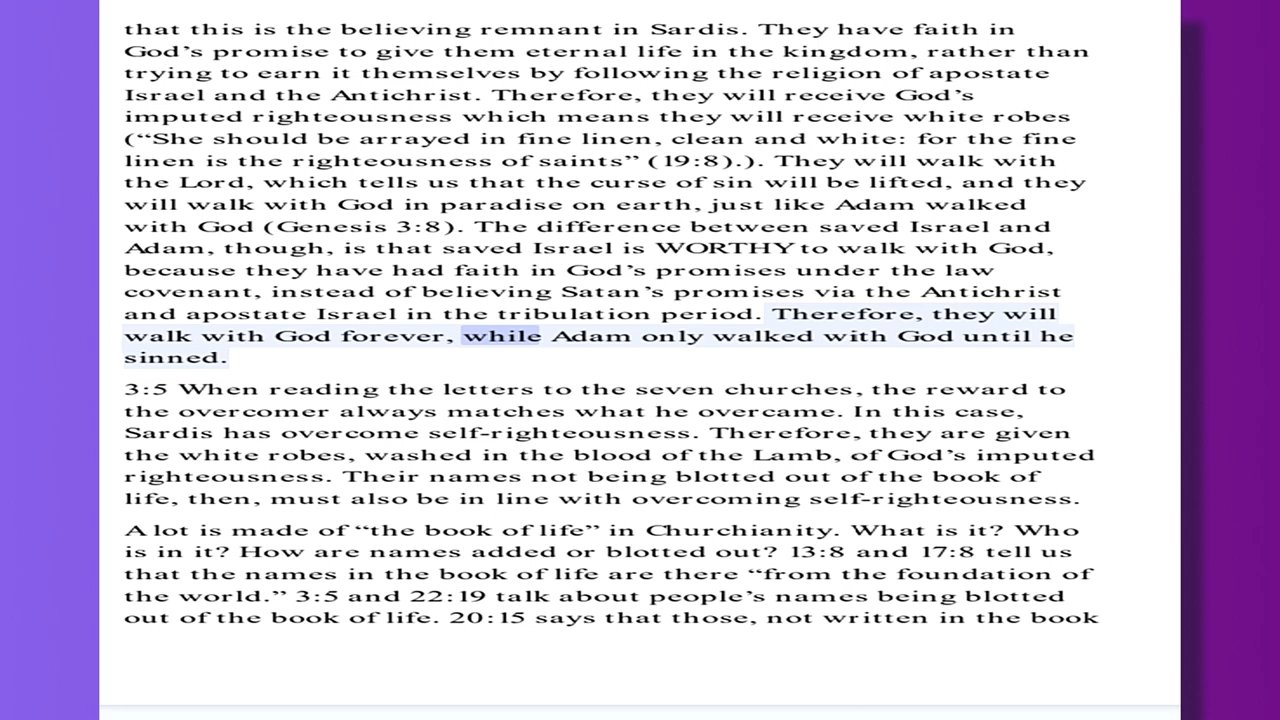 that this is the believing remnant in Sardis. They have faith in
God’s promise to give them eternal life in the kingdom, rather than
trying to earn it themselves by following the religion of apostate
Israel and the Antichrist. Therefore, they will receive God’s
imputed righteousness which means they will receive white robes
(“She should be arrayed in fine linen, clean and white: for the fine
linen is the righteousness of saints” (19:8).). They will walk with
the Lord, which tells us that the curse of sin will be lifted, and they
will walk with God in paradise on earth, just like Adam walked
with God (Genesis 3:8). The difference between saved Israel and
Adam, though, is that saved Israel is WORTHY to walk with God,
because they have had faith in God’s promises under the law
covenant, instead of believing Satan’s promises via the Antichrist
and apostate Israel in the tribulation period. Therefore, they will
walk with God forever, while Adam only walked with God until he
sinned.
3:5 When reading the letters to the seven churches, the reward to
the overcomer always matches what he overcame. In this case,
Sardis has overcome self-righteousness. Therefore, they are given
the white robes, washed in the blood of the Lamb, of God’s imputed
righteousness. Their names not being blotted out of the book of
life, then, must also be in line with overcoming self-righteousness.
A lot is made of “the book of life” in Churchianity. What is it? Who
is in it? How are names added or blotted out? 13:8 and 17:8 tell us
that the names in the book of life are there “from the foundation of
the world.” 3:5 and 22:19 talk about people’s names being blotted
out of the book of life. 20:15 says that those, not written in the book